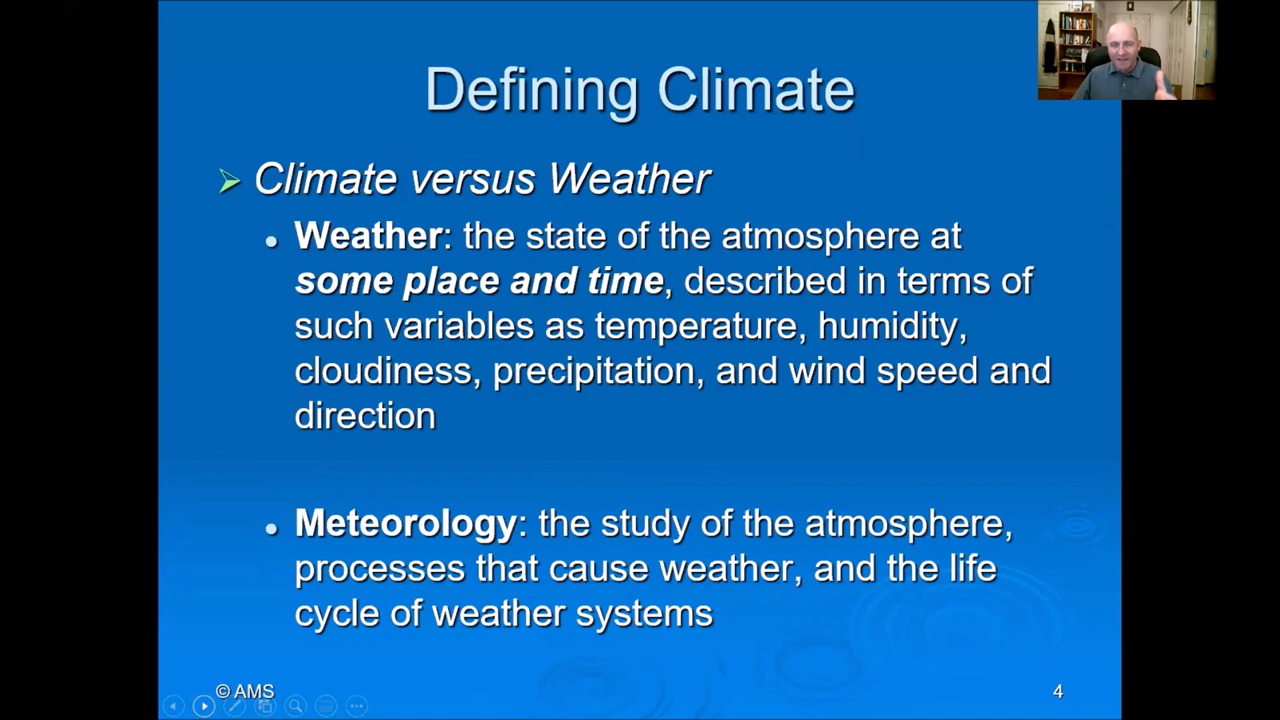 Defining Climate
Climate versus Weather
Weather: the state of the atmosphere at
some place and time, described in terms of
such variables as temperature, humidity,
cloudiness, precipitation, and wind speed and
direction
Meteorology: the study of the atmosphere,
processes that cause weather, and the life
cycle of weather systems
© AMS
4